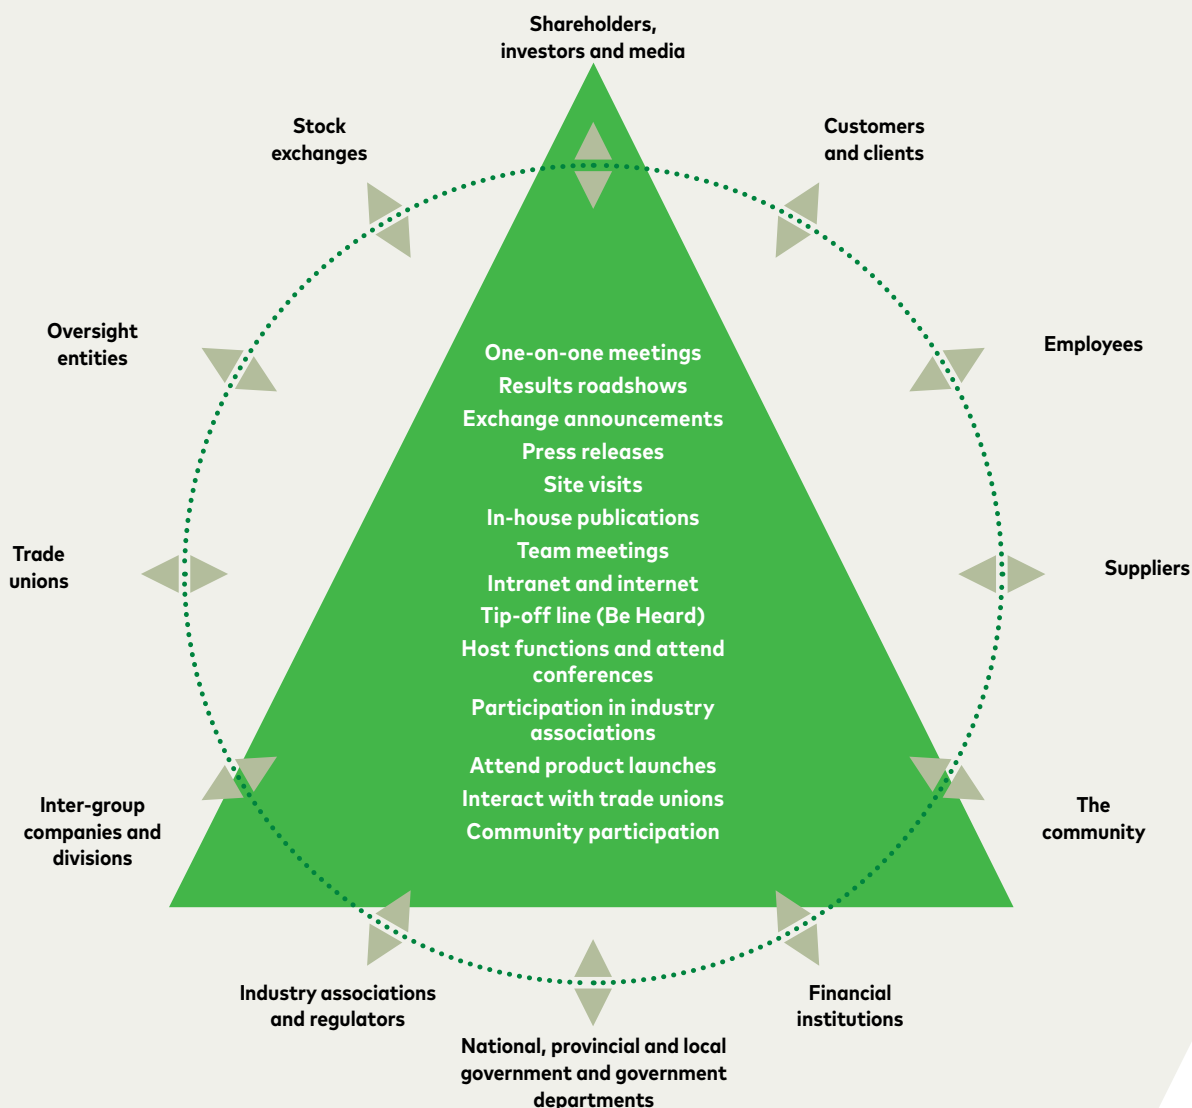 Shareholders,
investors and media
Stock
exchanges
Customers
and clients
Oversight
entities
Employees
One-on-one meetings
Results roadshows
Exchange announcements
Press releases
Site visits
In-house publications
Team meetings
Intranet and internet
Tip-off line (Be Heard)
Host functions and attend
conferences
Participation in industry
associations
Attend product launches
Interact with trade unions
Community participation
Trade
unions
Suppliers
Inter-group
companies and
divisions
The
community
Industry associations
and regulators
Financial
institutions
National, provincial and local
government and government
departments